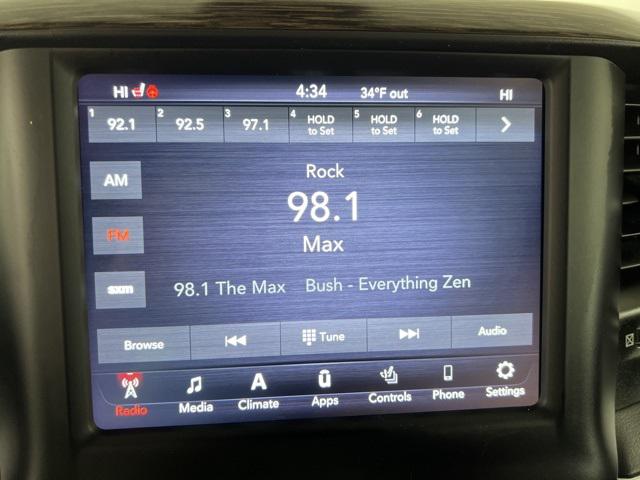 HI 4:34 34°F out HI
1 92.1 2 92.5 3 97.1 4 HOLD to Set 5 HOLD to Set 6 HOLD to Set
AM
Rock
98.1
FM
Max
sxm
98.1 The Max Bush - Everything Zen
Browse Tune Audio
Radio Media A Climate ū Apps Controls Phone Settings